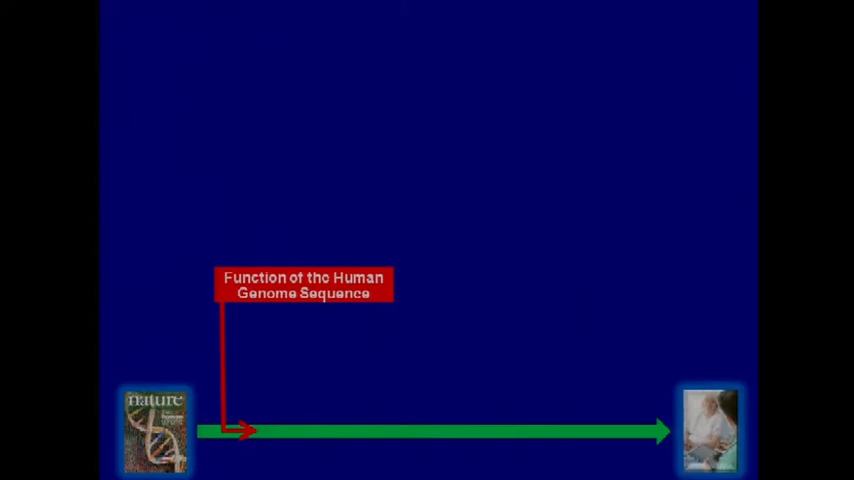 Function of the Human
Genome Sequence
nature